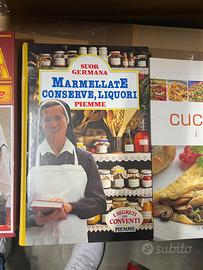 SUOR
GERMANA
MARMELLATE
CONSERVE, LIQUORI
PIEMME
I SEGRETI
DEI
CONVENTI
PIEMME
A
CUC
i
subito